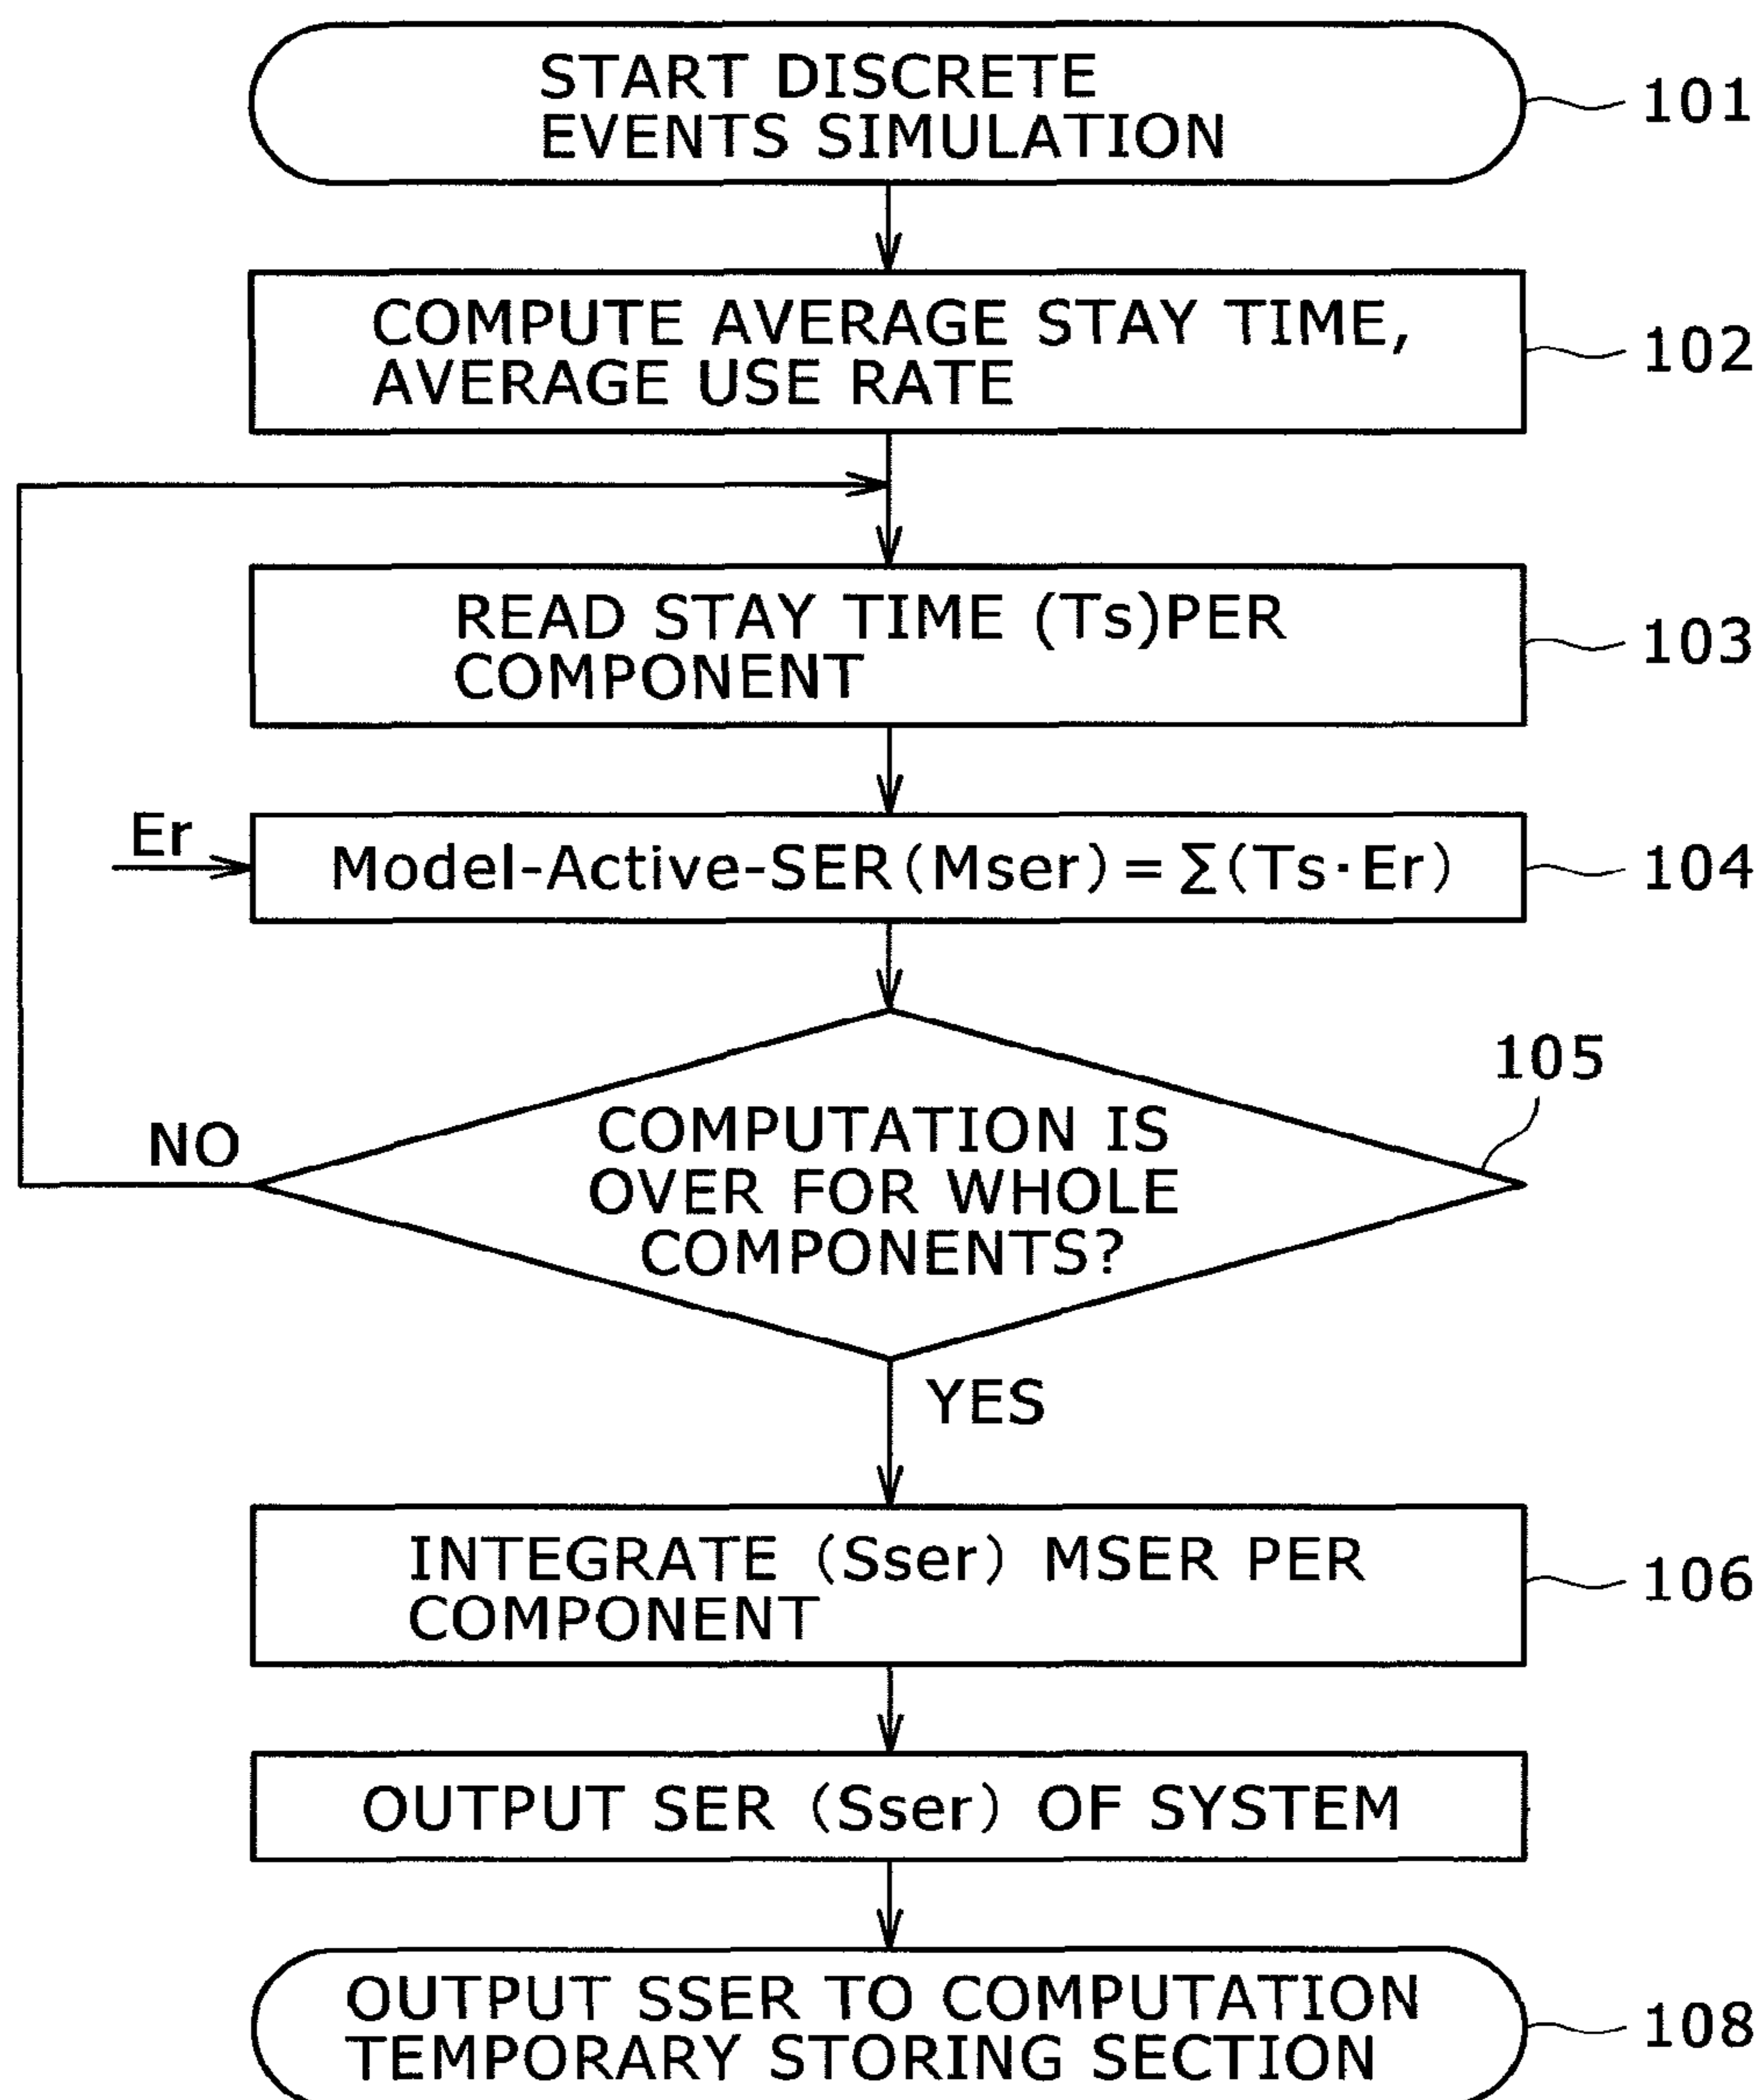 START DISCRETE
EVENTS SIMULATION
101
COMPUTE AVERAGE STAY TIME,
AVERAGE USE RATE
102
READ STAY TIME (Ts)PER
COMPONENT
103
Er
Model-Active-SER(Mser)=Σ(Ts·Er)
104
105
COMPUTATION IS
OVER FOR WHOLE
COMPONENTS?
NO
YES
INTEGRATE (Sser) MSER PER
COMPONENT
106
OUTPUT SER (Sser) OF SYSTEM
OUTPUT SSER TO COMPUTATION
TEMPORARY STORING SECTION
108